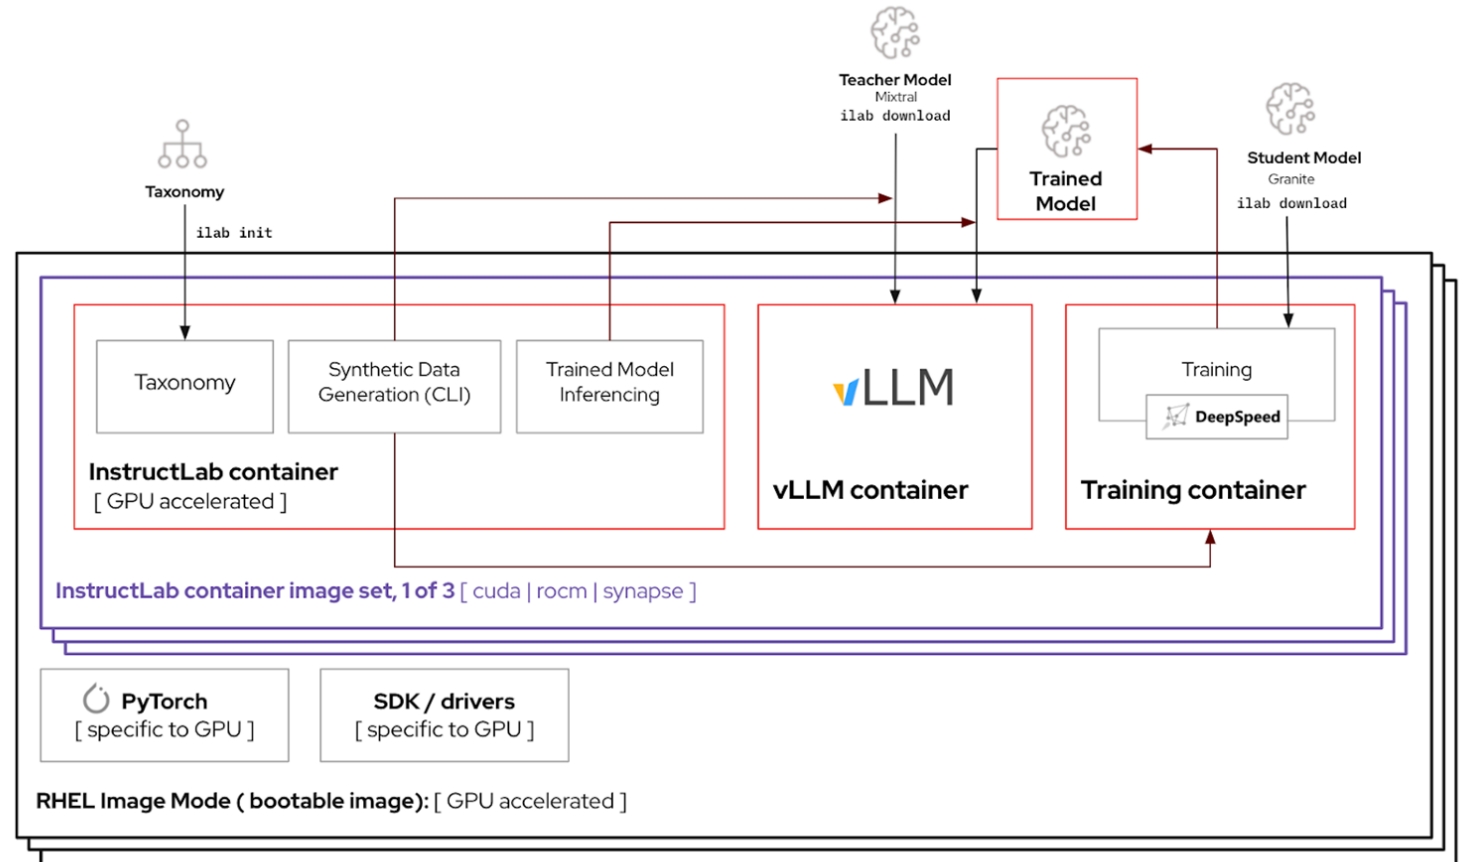 Teacher Model
Mixtral
ilab download
Trained
Model
Student Model
Granite
ilab download
Taxonomy
ilab init
Taxonomy
Synthetic Data
Generation (CLI)
Trained Model
Inferencing
InstructLab container
[ GPU accelerated ]
vLLM
vLLM container
Training
DeepSpeed
Training container
InstructLab container image set, 1 of 3 [ cuda | rocm | synapse ]
PyTorch
[ specific to GPU ]
SDK / drivers
[ specific to GPU ]
RHEL Image Mode ( bootable image): [ GPU accelerated ]